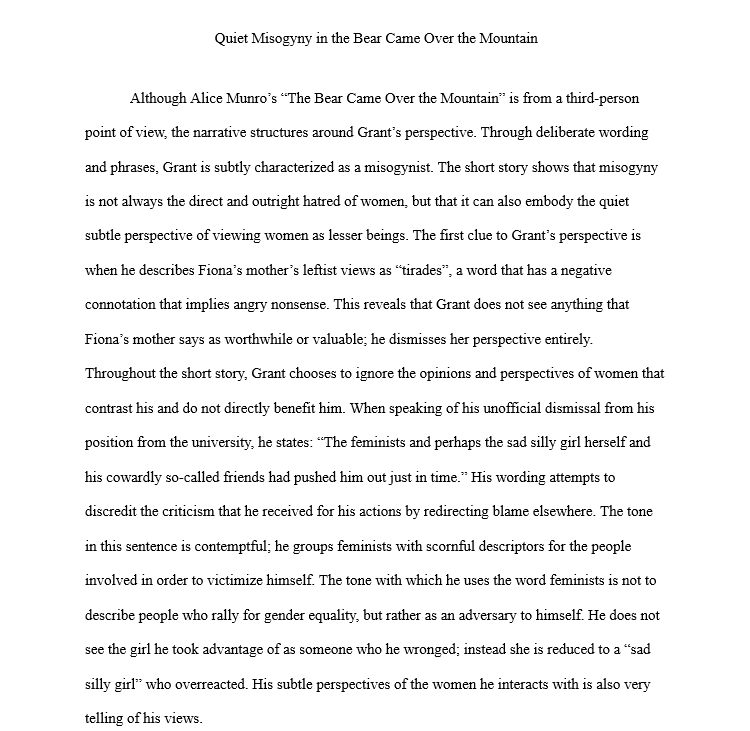 Quiet Misogyny in the Bear Came Over the Mountain
Although Alice Munro’s “The Bear Came Over the Mountain” is from a third-person
point of view, the narrative structures around Grant’s perspective. Through deliberate wording
and phrases, Grant is subtly characterized as a misogynist. The short story shows that misogyny
is not always the direct and outright hatred of women, but that it can also embody the quiet
subtle perspective of viewing women as lesser beings. The first clue to Grant’s perspective is
when he describes Fiona’s mother’s leftist views as “tirades”, a word that has a negative
connotation that implies angry nonsense. This reveals that Grant does not see anything that
Fiona’s mother says as worthwhile or valuable; he dismisses her perspective entirely.
Throughout the short story, Grant chooses to ignore the opinions and perspectives of women that
contrast his and do not directly benefit him. When speaking of his unofficial dismissal from his
position from the university, he states: “The feminists and perhaps the sad silly girl herself and
his cowardly so-called friends had pushed him out just in time.” His wording attempts to
discredit the criticism that he received for his actions by redirecting blame elsewhere. The tone
in this sentence is contemptful; he groups feminists with scornful descriptors for the people
involved in order to victimize himself. The tone with which he uses the word feminists is not to
describe people who rally for gender equality, but rather as an adversary to himself. He does not
see the girl he took advantage of as someone who he wronged; instead she is reduced to a “sad
silly girl” who overreacted. His subtle perspectives of the women he interacts with is also very
telling of his views.